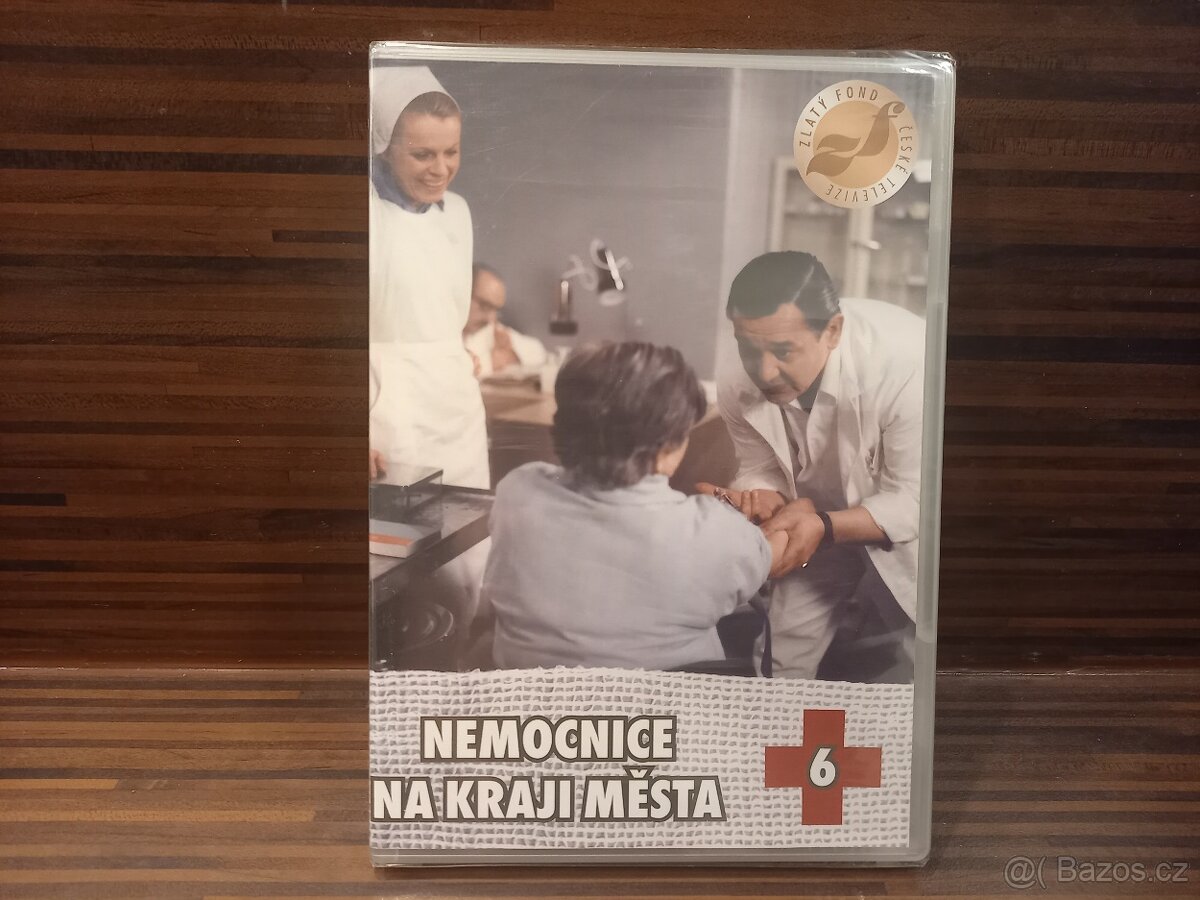 ZLATÝ FOND ČESKÉ TELEVIZE
NEMOCNICE
NA KRAJI MĚSTA
6
@( Bazos.cz